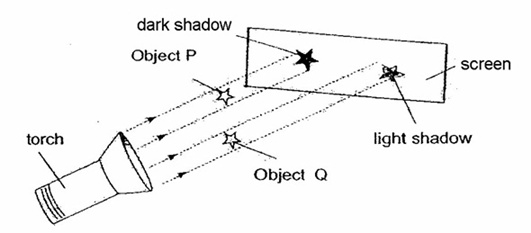 dark shadow
Object P
screen
torch
light shadow
Object Q